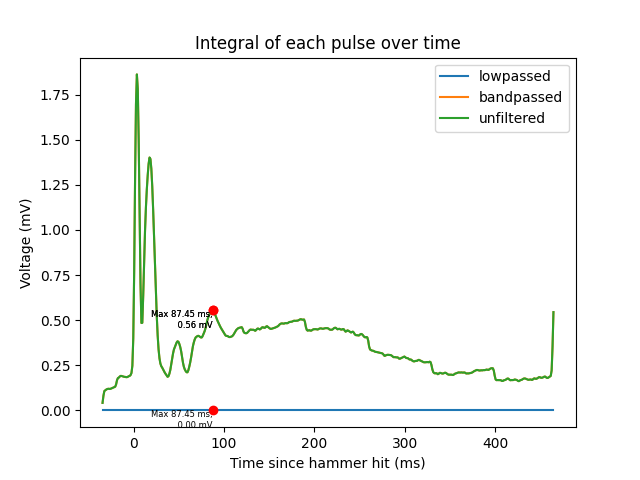 Integral of each pulse over time
lowpassed
bandpassed
unfiltered
Voltage (mV)
1.75
1.50
1.25
1.00
0.75
0.50
0.25
0.00
Max 87.45 ms,
0.56 mV
Max 87.45 ms,
0.00 mV
0 100 200 300 400
Time since hammer hit (ms)